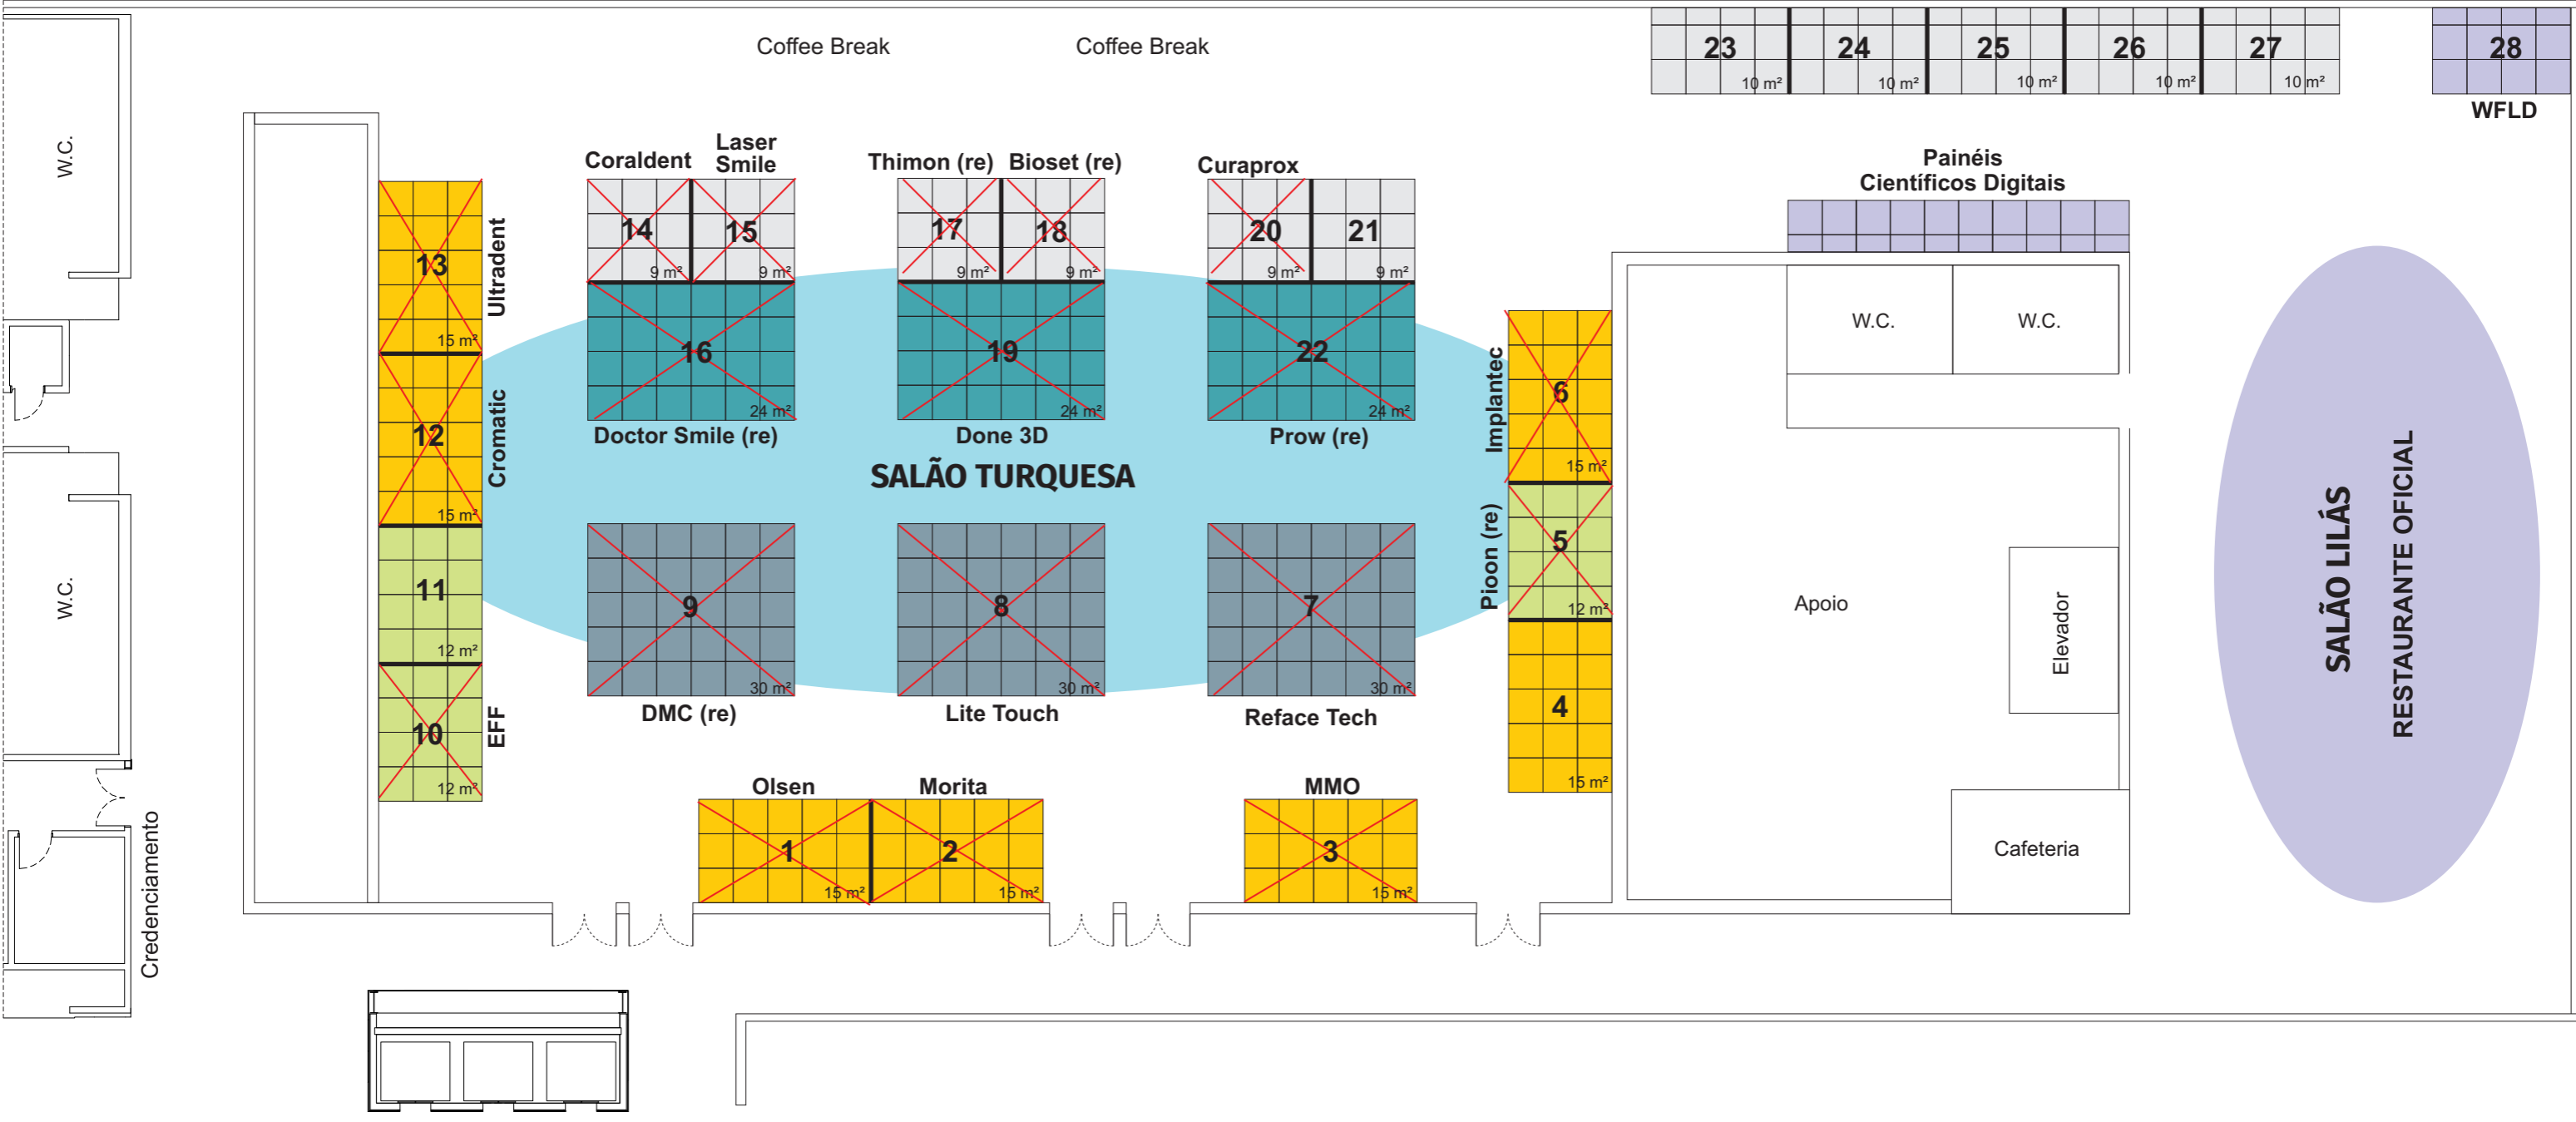 Coffee Break
Coffee Break
23
10 m²
24
10 m²
25
10 m²
26
10 m²
27
10 m²
28
WFLD
W.C.
Coraldent
Laser
Smile
Thimon (re)
Bioset (re)
Curaprox
Painéis
Científicos Digitais
14
9 m²
15
9 m²
17
9 m²
18
9 m²
20
9 m²
21
9 m²
13
15 m²
Ultradent
16
24 m²
Doctor Smile (re)
19
24 m²
Done 3D
22
24 m²
Prow (re)
Implantec
6
15 m²
W.C.
W.C.
12
15 m²
Cromatic
SALÃO TURQUESA
SALÃO LILÁS
RESTAURANTE OFICIAL
W.C.
11
12 m²
9
30 m²
DMC (re)
8
30 m²
Lite Touch
7
30 m²
Reface Tech
Pioon (re)
5
12 m²
Apoio
Elevador
10
12 m²
EFF
4
15 m²
Olsen
Morita
MMO
1
15 m²
2
15 m²
3
15 m²
Cafeteria
Credenciamento